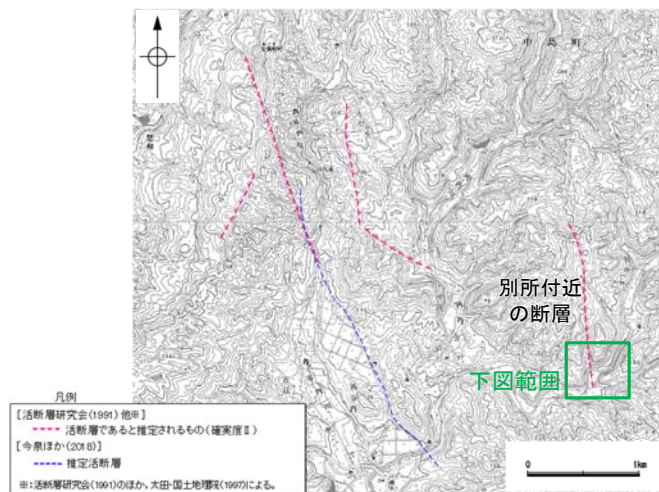 中島町
別所付近
の断層
下図範囲
凡例
[活断層研究会(1991)他※]
活断層であると推定されるもの(確実度Ⅱ)
[今泉ほか(2018)]
推定活断層
※:活断層研究会(1991)のほか、太田・国土地理院(1997)による。
0 1km